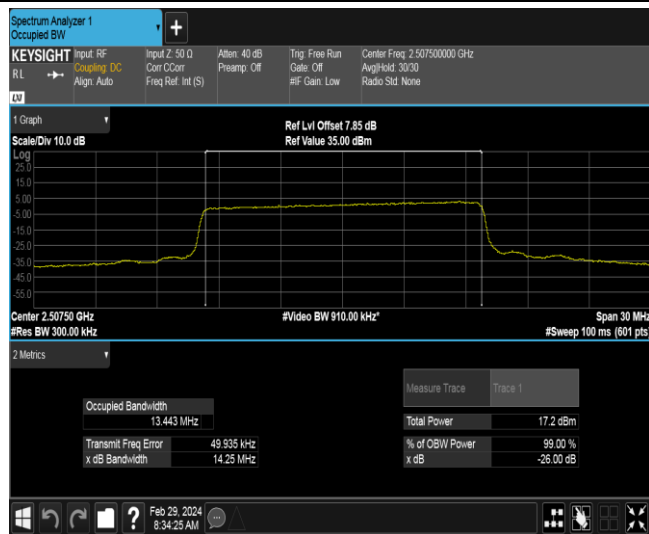 Spectrum Analyzer 1
Occupied BW
+
KEYSIGHT Input: RF Input Z: 50 Ω Atten: 40 dB Trig: Free Run Center Freq: 2.507500000 GHz
RL Coupling: DC Corr CCorr Preamp: Off Gate: Off Avg|Hold: 30/30
Align: Auto Freq Ref: Int (S) #IF Gain: Low Radio Std: None
LXI
1 Graph
Ref Lvl Offset 7.85 dB
Scale/Div 10.0 dB Ref Value 35.00 dBm
Log
25.0
15.0
5.00
-5.00
-15.0
-25.0
-35.0
-45.0
-55.0
Center 2.50750 GHz #Video BW 910.00 kHz* Span 30 MHz
#Res BW 300.00 kHz #Sweep 100 ms (601 pts)
2 Metrics
Measure Trace Trace 1
Occupied Bandwidth
13.443 MHz Total Power 17.2 dBm
Transmit Freq Error 49.935 kHz % of OBW Power 99.00 %
x dB Bandwidth 14.25 MHz x dB -26.00 dB
? Feb 29, 2024
8:34:25 AM